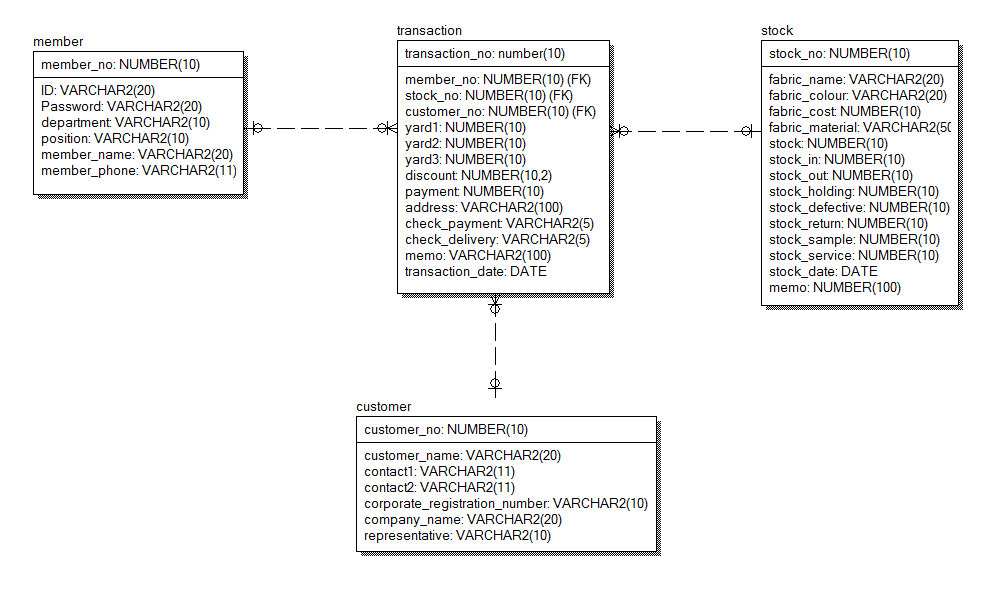 member
member_no: NUMBER(10)
ID: VARCHAR2(20)
Password: VARCHAR2(20)
department: VARCHAR2(10)
position: VARCHAR2(10)
member_name: VARCHAR2(20)
member_phone: VARCHAR2(11)
transaction
transaction_no: number(10)
member_no: NUMBER(10) (FK)
stock_no: NUMBER(10) (FK)
customer_no: NUMBER(10) (FK)
yard1: NUMBER(10)
yard2: NUMBER(10)
yard3: NUMBER(10)
discount: NUMBER(10,2)
payment: NUMBER(10)
address: VARCHAR2(100)
check_payment: VARCHAR2(5)
check_delivery: VARCHAR2(5)
memo: VARCHAR2(100)
transaction_date: DATE
stock
stock_no: NUMBER(10)
fabric_name: VARCHAR2(20)
fabric_colour: VARCHAR2(20)
fabric_cost: NUMBER(10)
fabric_material: VARCHAR2(50
stock: NUMBER(10)
stock_in: NUMBER(10)
stock_out: NUMBER(10)
stock_holding: NUMBER(10)
stock_defective: NUMBER(10)
stock_return: NUMBER(10)
stock_sample: NUMBER(10)
stock_service: NUMBER(10)
stock_date: DATE
memo: NUMBER(100)
customer
customer_no: NUMBER(10)
customer_name: VARCHAR2(20)
contact1: VARCHAR2(11)
contact2: VARCHAR2(11)
corporate_registration_number: VARCHAR2(10)
company_name: VARCHAR2(20)
representative: VARCHAR2(10)